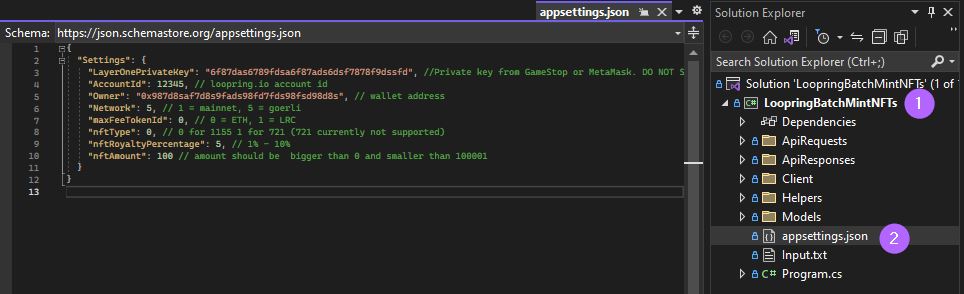 appsettings.json
Schema: https://json.schemastore.org/appsettings.json
1 {
2 "Settings": {
3 "LayerOnePrivateKey": "6f87das6789fdsa6f87ads6dsf7878f9dssfd", //Private key from GameStop or MetaMask. DO NOT S
4 "AccountId": 12345, // loopring.io account id
5 "Owner": "0x987d8saf7d8s9fads98fd7fds98fsd98d8s", // wallet address
6 "Network": 5, // 1 = mainnet, 5 = goerli
7 "maxFeeTokenId": 0, // 0 = ETH, 1 = LRC
8 "nftType": 0, // 0 for 1155 1 for 721 (721 currently not supported)
9 "nftRoyaltyPercentage": 5, // 1% - 10%
10 "nftAmount": 100 // amount should be  bigger than 0 and smaller than 100001
11 }
12 }
13
Solution Explorer
Search Solution Explorer (Ctrl+;)
Solution 'LoopringBatchMintNFTs' (1 of
LoopringBatchMintNFTs 1
Dependencies
ApiRequests
ApiResponses
Client
Helpers
Models
appsettings.json 2
Input.txt
C# Program.cs